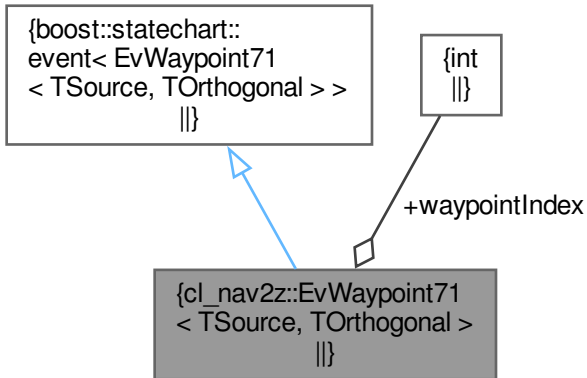 {boost::statechart::
event< EvWaypoint71
< TSource, TOrthogonal > >
||}
{int
||}
+waypointIndex
{cl_nav2z::EvWaypoint71
< TSource, TOrthogonal >
||}